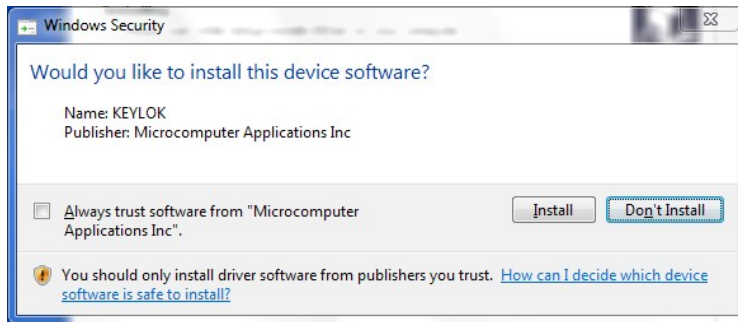 Windows Security
Would you like to install this device software?
Name: KEYLOK
Publisher: Microcomputer Applications Inc
Always trust software from "Microcomputer
Applications Inc".
Install
Don't Install
You should only install driver software from publishers you trust. How can I decide which device
software is safe to install?